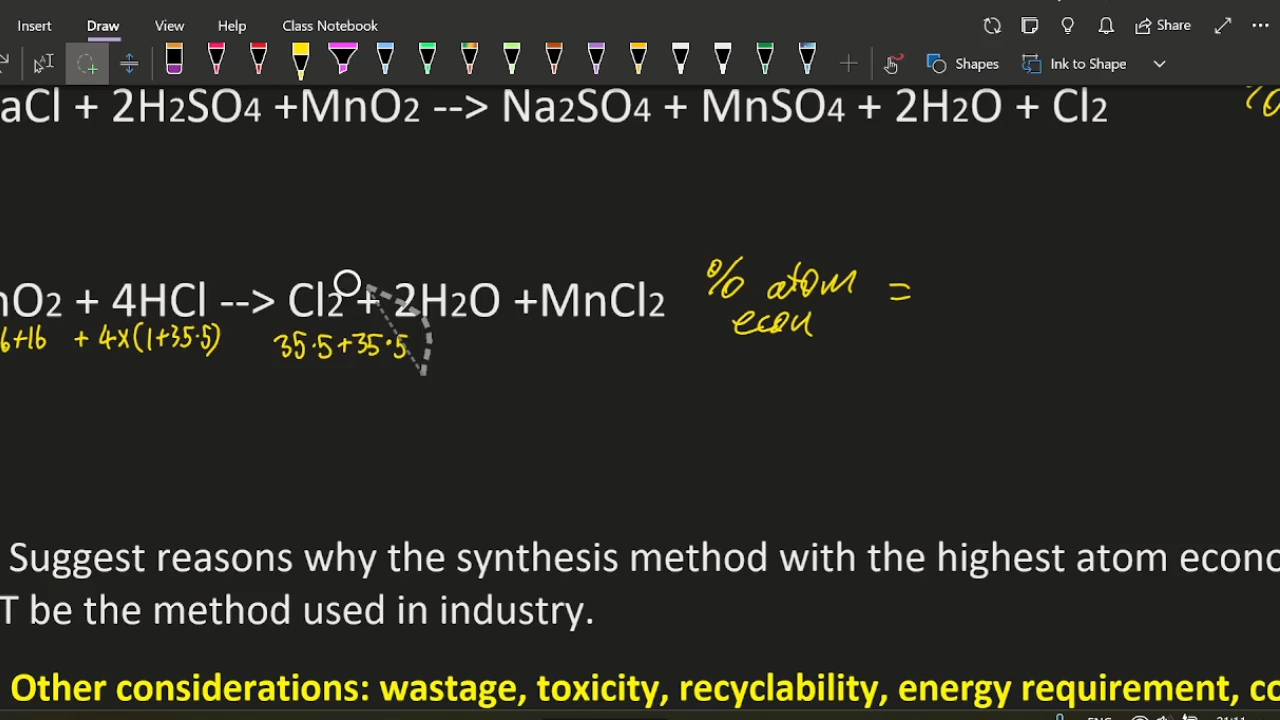 Insert Draw View Help Class Notebook Share
Shapes Ink to Shape
aCl + 2H2SO4 +MnO2 --> Na2SO4 + MnSO4 + 2H2O + Cl2
nO2 + 4HCl --> Cl2 + 2H2O +MnCl2 % atom =
6+16 + 4x(1+35.5) 35.5+35.5 econ
Suggest reasons why the synthesis method with the highest atom econo
T be the method used in industry.
Other considerations: wastage, toxicity, recyclability, energy requirement, co